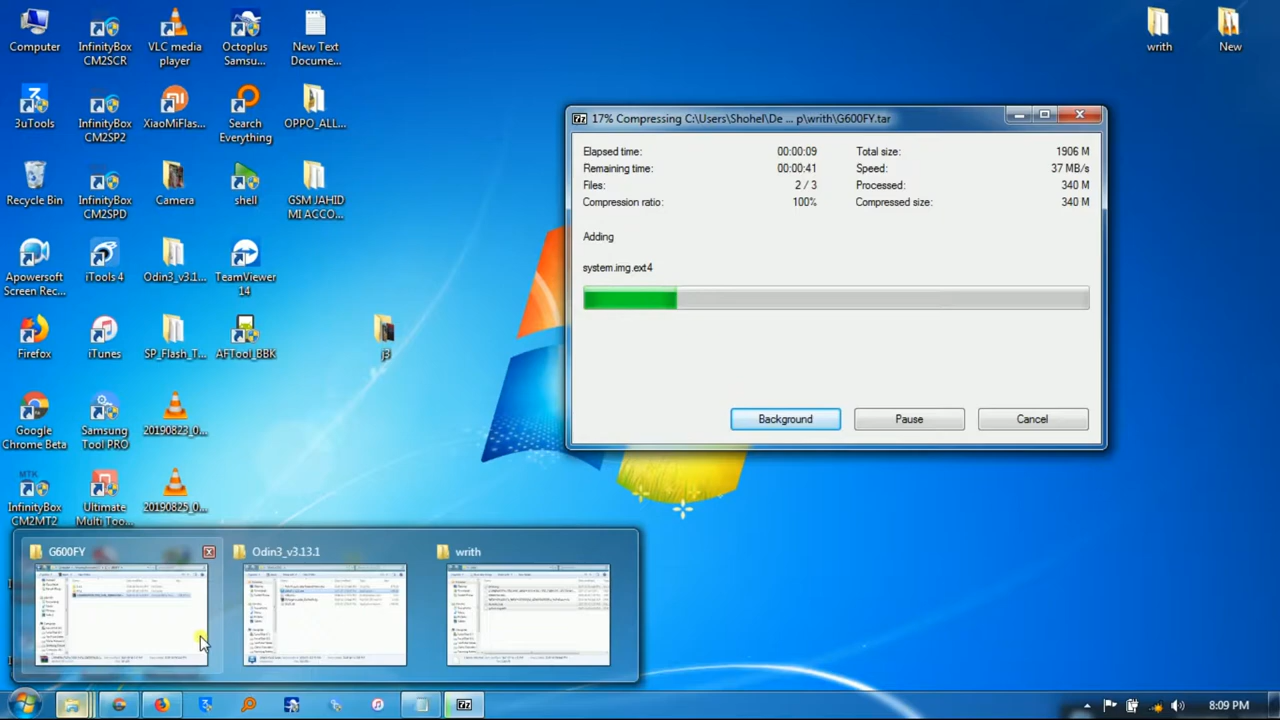 Computer
InfinityBox
CM2SCR
VLC media
player
Octoplus
Samsu...
New Text
Docume...
writh
New
3uTools
InfinityBox
CM2SP2
XiaoMiFlas...
Search
Everything
OPPO_ALL...
Recycle Bin
InfinityBox
CM2SPD
Camera
shell
GSM JAHID
MI ACCO...
Apowersoft
Screen Rec...
iTools 4
Odin3_v3.1...
TeamViewer
14
Firefox
iTunes
SP_Flash_T...
AFTool_BBK
j3
Google
Chrome Beta
Samsung
Tool PRO
20190823_0...
MTK
InfinityBox
CM2MT2
Ultimate
Multi Too...
20190825_0...
17% Compressing C:\Users\Shohel\De ... p\writh\G600FY.tar
Elapsed time: 00:00:09 Total size: 1906 M
Remaining time: 00:00:41 Speed: 37 MB/s
Files: 2 / 3 Processed: 340 M
Compression ratio: 100% Compressed size: 340 M
Adding
system.img.ext4
Background Pause Cancel
G600FY Odin3_v3.13.1 writh
8:09 PM